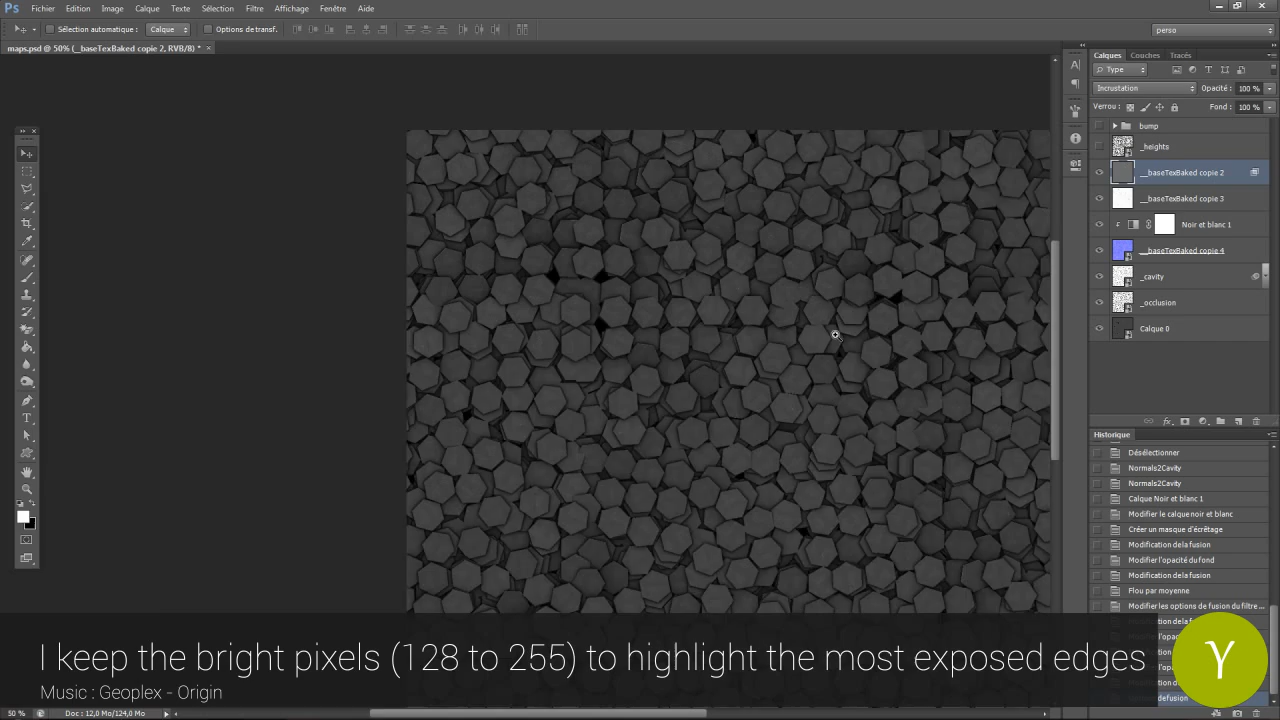 Ps Fichier Edition Image Calque Texte Sélection Filtre Affichage Fenêtre Aide
Sélection automatique : Calque Options de transf. perso
maps.psd @ 50% (__baseTexBaked copie 2, RVB/8) * ×
Calques Couches Tracés
Type
Incrustation Opacité : 100 %
Verrou : Fond : 100 %
bump
_heights
__baseTexBaked copie 2
__baseTexBaked copie 3
Noir et blanc 1
__baseTexBaked copie 4
_cavity
_occlusion
Calque 0
Historique
Désélectionner
Normals2Cavity
Normals2Cavity
Calque Noir et blanc 1
Modifier le calque noir et blanc
Créer un masque d'écrêtage
Modification de la fusion
Modifier l'opacité du fond
Modification de la fusion
Flou par moyenne
Modifier les options de fusion du filtre ...
I keep the bright pixels (128 to 255) to highlight the most exposed edges
Music : Geoplex - Origin
50 % Doc : 12,0 Mo/124,0 Mo